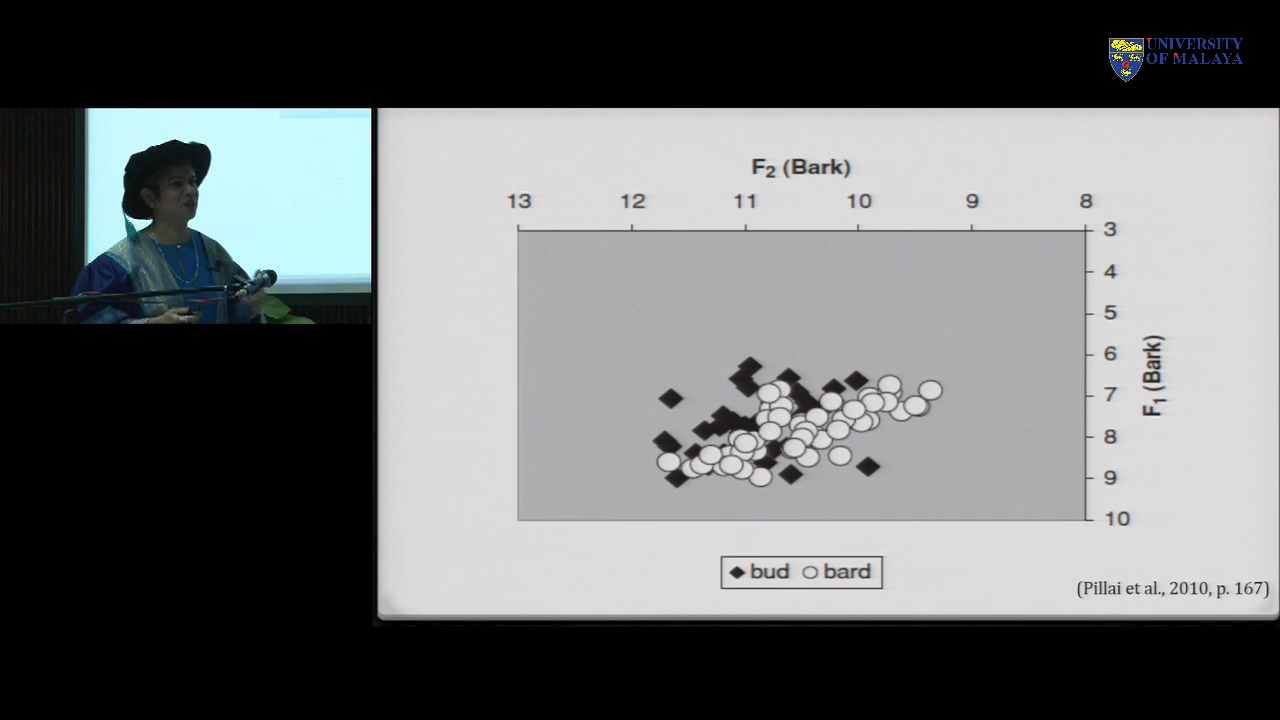 UNIVERSITY
OF MALAYA
F2 (Bark)
13 12 11 10 9 8
3
4
5
6
7
8
9
10
F1 (Bark)
bud bard
(Pillai et al., 2010, p. 167)